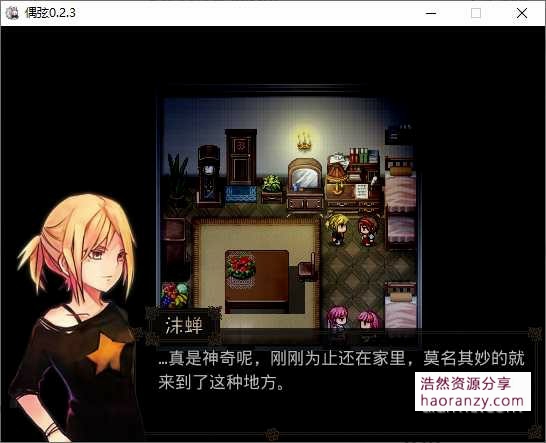 偶弦0.2.3
沫蝉
…真是神奇呢，刚刚为止还在家里，莫名其妙的就
来到了这种地方。
浩然资源分享
haoranzy.com